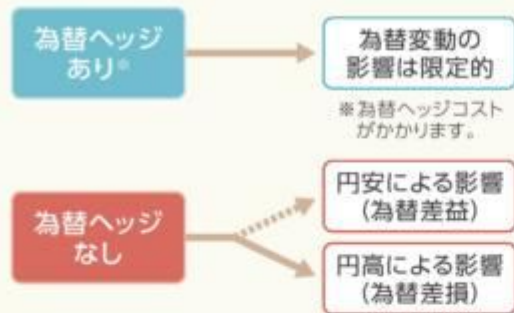 為替ヘッジ
あり※
為替変動の
影響は限定的
※為替ヘッジコスト
がかかります。
為替ヘッジ
なし
円安による影響
(為替差益)
円高による影響
(為替差損)